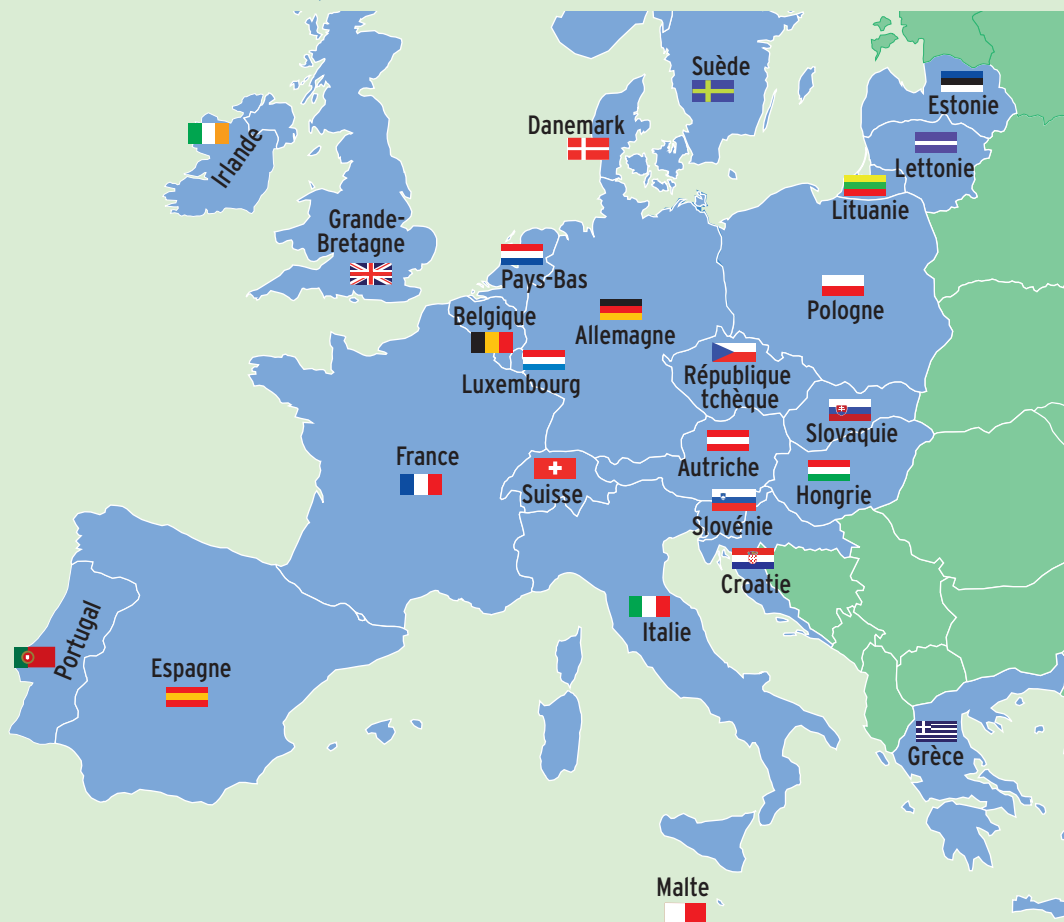 Suède
Estonie
Danemark
Irlande
Lettonie
Lituanie
Grande-
Bretagne
Pays-Bas
Pologne
Belgique
Allemagne
Luxembourg
République
tchèque
Slovaquie
France
Autriche
Suisse
Hongrie
Slovénie
Croatie
Portugal
Italie
Espagne
Grèce
Malte